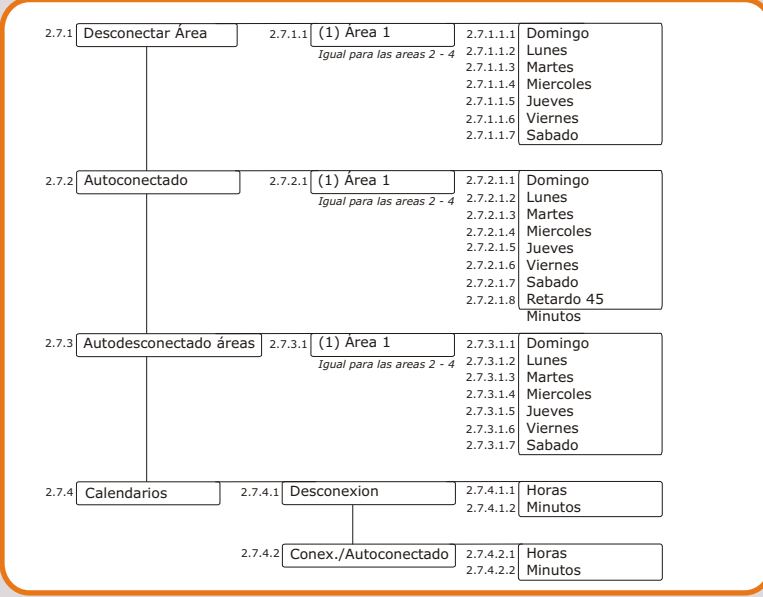 2.7.1 Desconectar Área
2.7.1.1 (1) Área 1
Igual para las areas 2 - 4
2.7.1.1.1 Domingo
2.7.1.1.2 Lunes
2.7.1.1.3 Martes
2.7.1.1.4 Miercoles
2.7.1.1.5 Jueves
2.7.1.1.6 Viernes
2.7.1.1.7 Sabado
2.7.2 Autoconectado
2.7.2.1 (1) Área 1
Igual para las areas 2 - 4
2.7.2.1.1 Domingo
2.7.2.1.2 Lunes
2.7.2.1.3 Martes
2.7.2.1.4 Miercoles
2.7.2.1.5 Jueves
2.7.2.1.6 Viernes
2.7.2.1.7 Sabado
2.7.2.1.8 Retardo 45
Minutos
2.7.3 Autodesconectado áreas
2.7.3.1 (1) Área 1
Igual para las areas 2 - 4
2.7.3.1.1 Domingo
2.7.3.1.2 Lunes
2.7.3.1.3 Martes
2.7.3.1.4 Miercoles
2.7.3.1.5 Jueves
2.7.3.1.6 Viernes
2.7.3.1.7 Sabado
2.7.4 Calendarios
2.7.4.1 Desconexion
2.7.4.1.1 Horas
2.7.4.1.2 Minutos
2.7.4.2 Conex./Autoconectado
2.7.4.2.1 Horas
2.7.4.2.2 Minutos